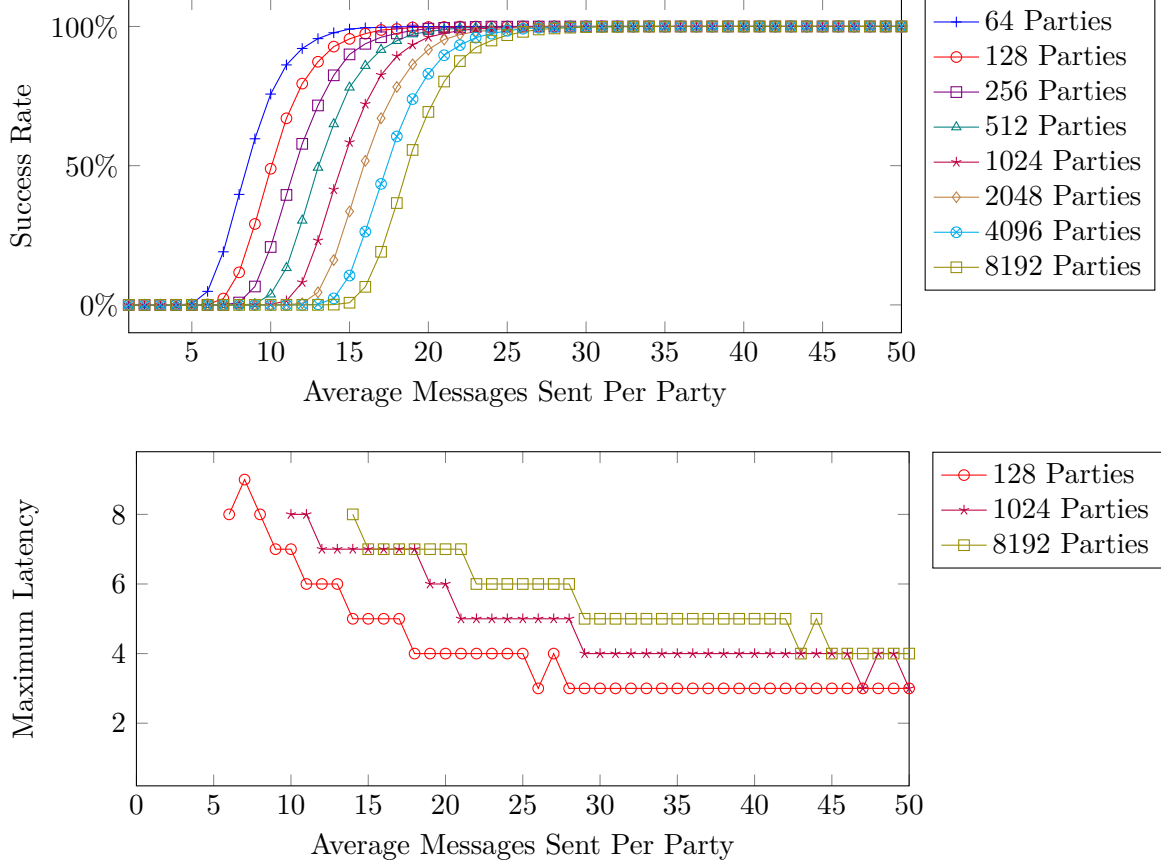 100%
50%
0%
Success Rate
5 10 15 20 25 30 35 40 45 50
Average Messages Sent Per Party
64 Parties
128 Parties
256 Parties
512 Parties
1024 Parties
2048 Parties
4096 Parties
8192 Parties
8
6
4
2
Maximum Latency
0 5 10 15 20 25 30 35 40 45 50
Average Messages Sent Per Party
128 Parties
1024 Parties
8192 Parties